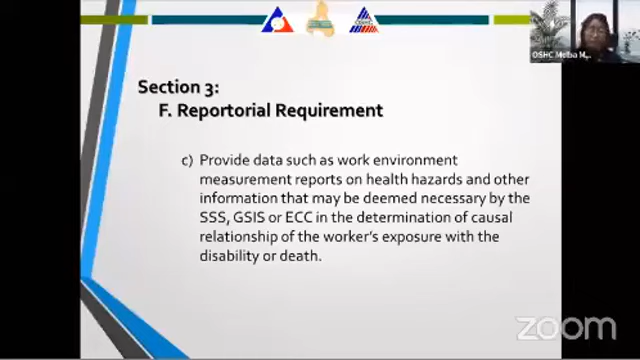 Section 3:
F. Reportorial Requirement
c) Provide data such as work environment
measurement reports on health hazards and other
information that may be deemed necessary by the
SSS, GSIS or ECC in the determination of causal
relationship of the worker's exposure with the
disability or death.
OSHC Melba M...
zoom